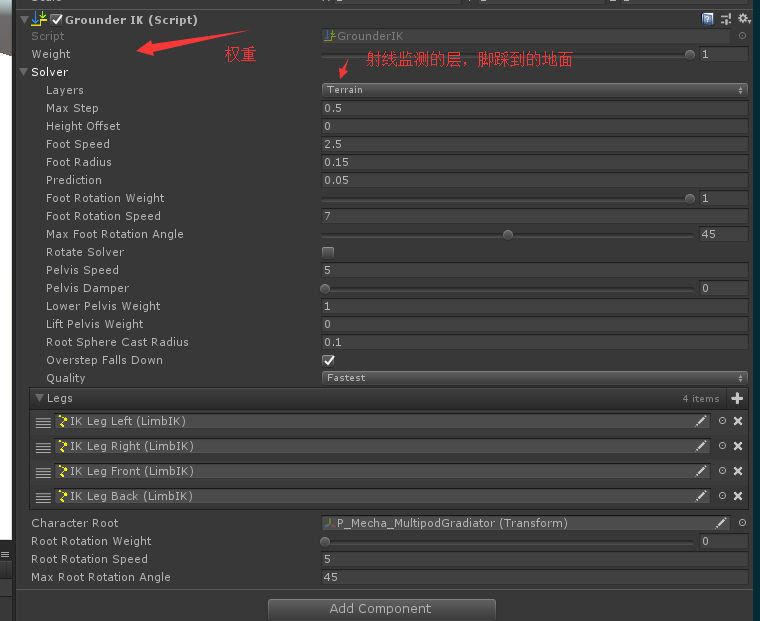 Grounder IK (Script)
Script GrounderIK
Weight 权重 1
Solver 射线监测的层，脚踩到的地面
Layers Terrain
Max Step 0.5
Height Offset 0
Foot Speed 2.5
Foot Radius 0.15
Prediction 0.05
Foot Rotation Weight 1
Foot Rotation Speed 7
Max Foot Rotation Angle 45
Rotate Solver
Pelvis Speed 5
Pelvis Damper 0
Lower Pelvis Weight 1
Lift Pelvis Weight 0
Root Sphere Cast Radius 0.1
Overstep Falls Down
Quality Fastest
Legs 4 items
IK Leg Left (LimbIK)
IK Leg Right (LimbIK)
IK Leg Front (LimbIK)
IK Leg Back (LimbIK)
Character Root P_Mecha_MultipodGradiator (Transform)
Root Rotation Weight 0
Root Rotation Speed 5
Max Root Rotation Angle 45
Add Component